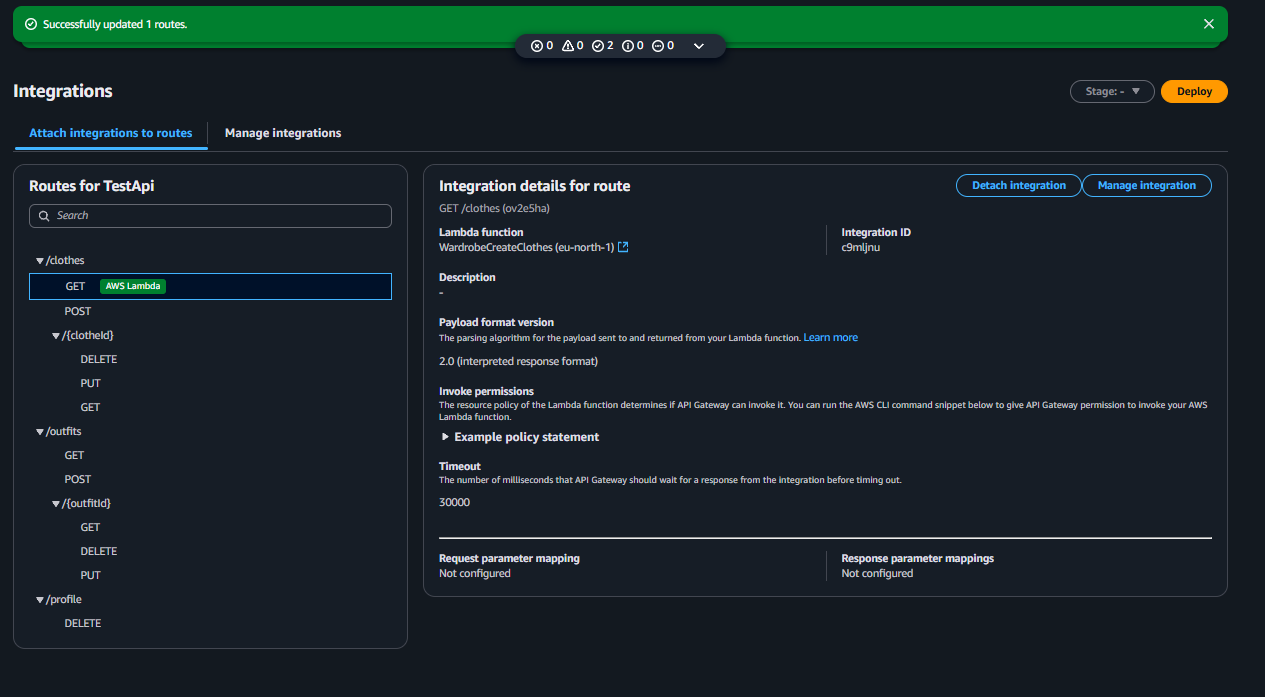 Successfully updated 1 routes.
0 0 2 0 0
Integrations
Stage: -
Deploy
Attach integrations to routes
Manage integrations
Routes for TestApi
Search
/clothes
GET AWS Lambda
POST
/{clotheId}
DELETE
PUT
GET
/outfits
GET
POST
/{outfitId}
GET
DELETE
PUT
/profile
DELETE
Integration details for route
Detach integration
Manage integration
GET /clothes (ov2e5ha)
Lambda function
WardrobeCreateClothes (eu-north-1)
Integration ID
c9mljnu
Description
-
Payload format version
The parsing algorithm for the payload sent to and returned from your Lambda function. Learn more
2.0 (interpreted response format)
Invoke permissions
The resource policy of the Lambda function determines if API Gateway can invoke it. You can run the AWS CLI command snippet below to give API Gateway permission to invoke your AWS
Lambda function.
Example policy statement
Timeout
The number of milliseconds that API Gateway should wait for a response from the integration before timing out.
30000
Request parameter mapping
Not configured
Response parameter mappings
Not configured